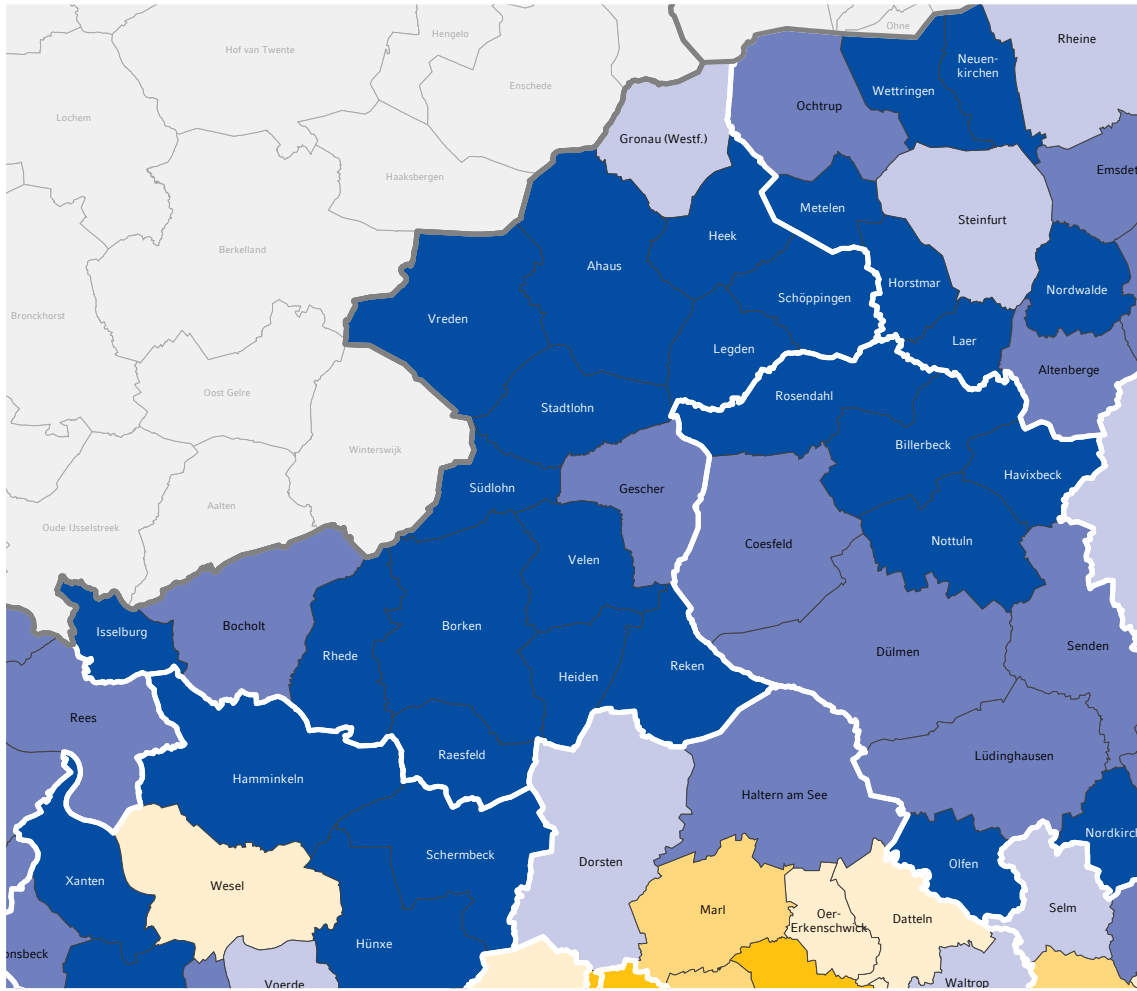 Ohne
Hengelo
Rheine
Hof van Twente
Neuen-
kirchen
Enschede
Wettringen
Ochtrup
Lochem
Gronau (Westf.)
Emsdet
Haaksbergen
Metelen
Steinfurt
Heek
Berkelland
Ahaus
Horstmar
Nordwalde
Schöppingen
Bronckhorst
Vreden
Laer
Legden
Altenberge
Oost Gelre
Rosendahl
Stadtlohn
Billerbeck
Winterswijk
Havixbeck
Südlohn
Gescher
Aalten
Oude IJsselstreek
Nottuln
Coesfeld
Velen
Bocholt
Borken
Isselburg
Senden
Dülmen
Rhede
Reken
Heiden
Rees
Raesfeld
Lüdinghausen
Hamminkeln
Haltern am See
Nordkirch
Schermbeck
Dorsten
Olfen
Xanten
Wesel
Selm
Marl
Oer-
Erkenschwick
Datteln
Hünxe
onsbeck
Voerde
Waltrop